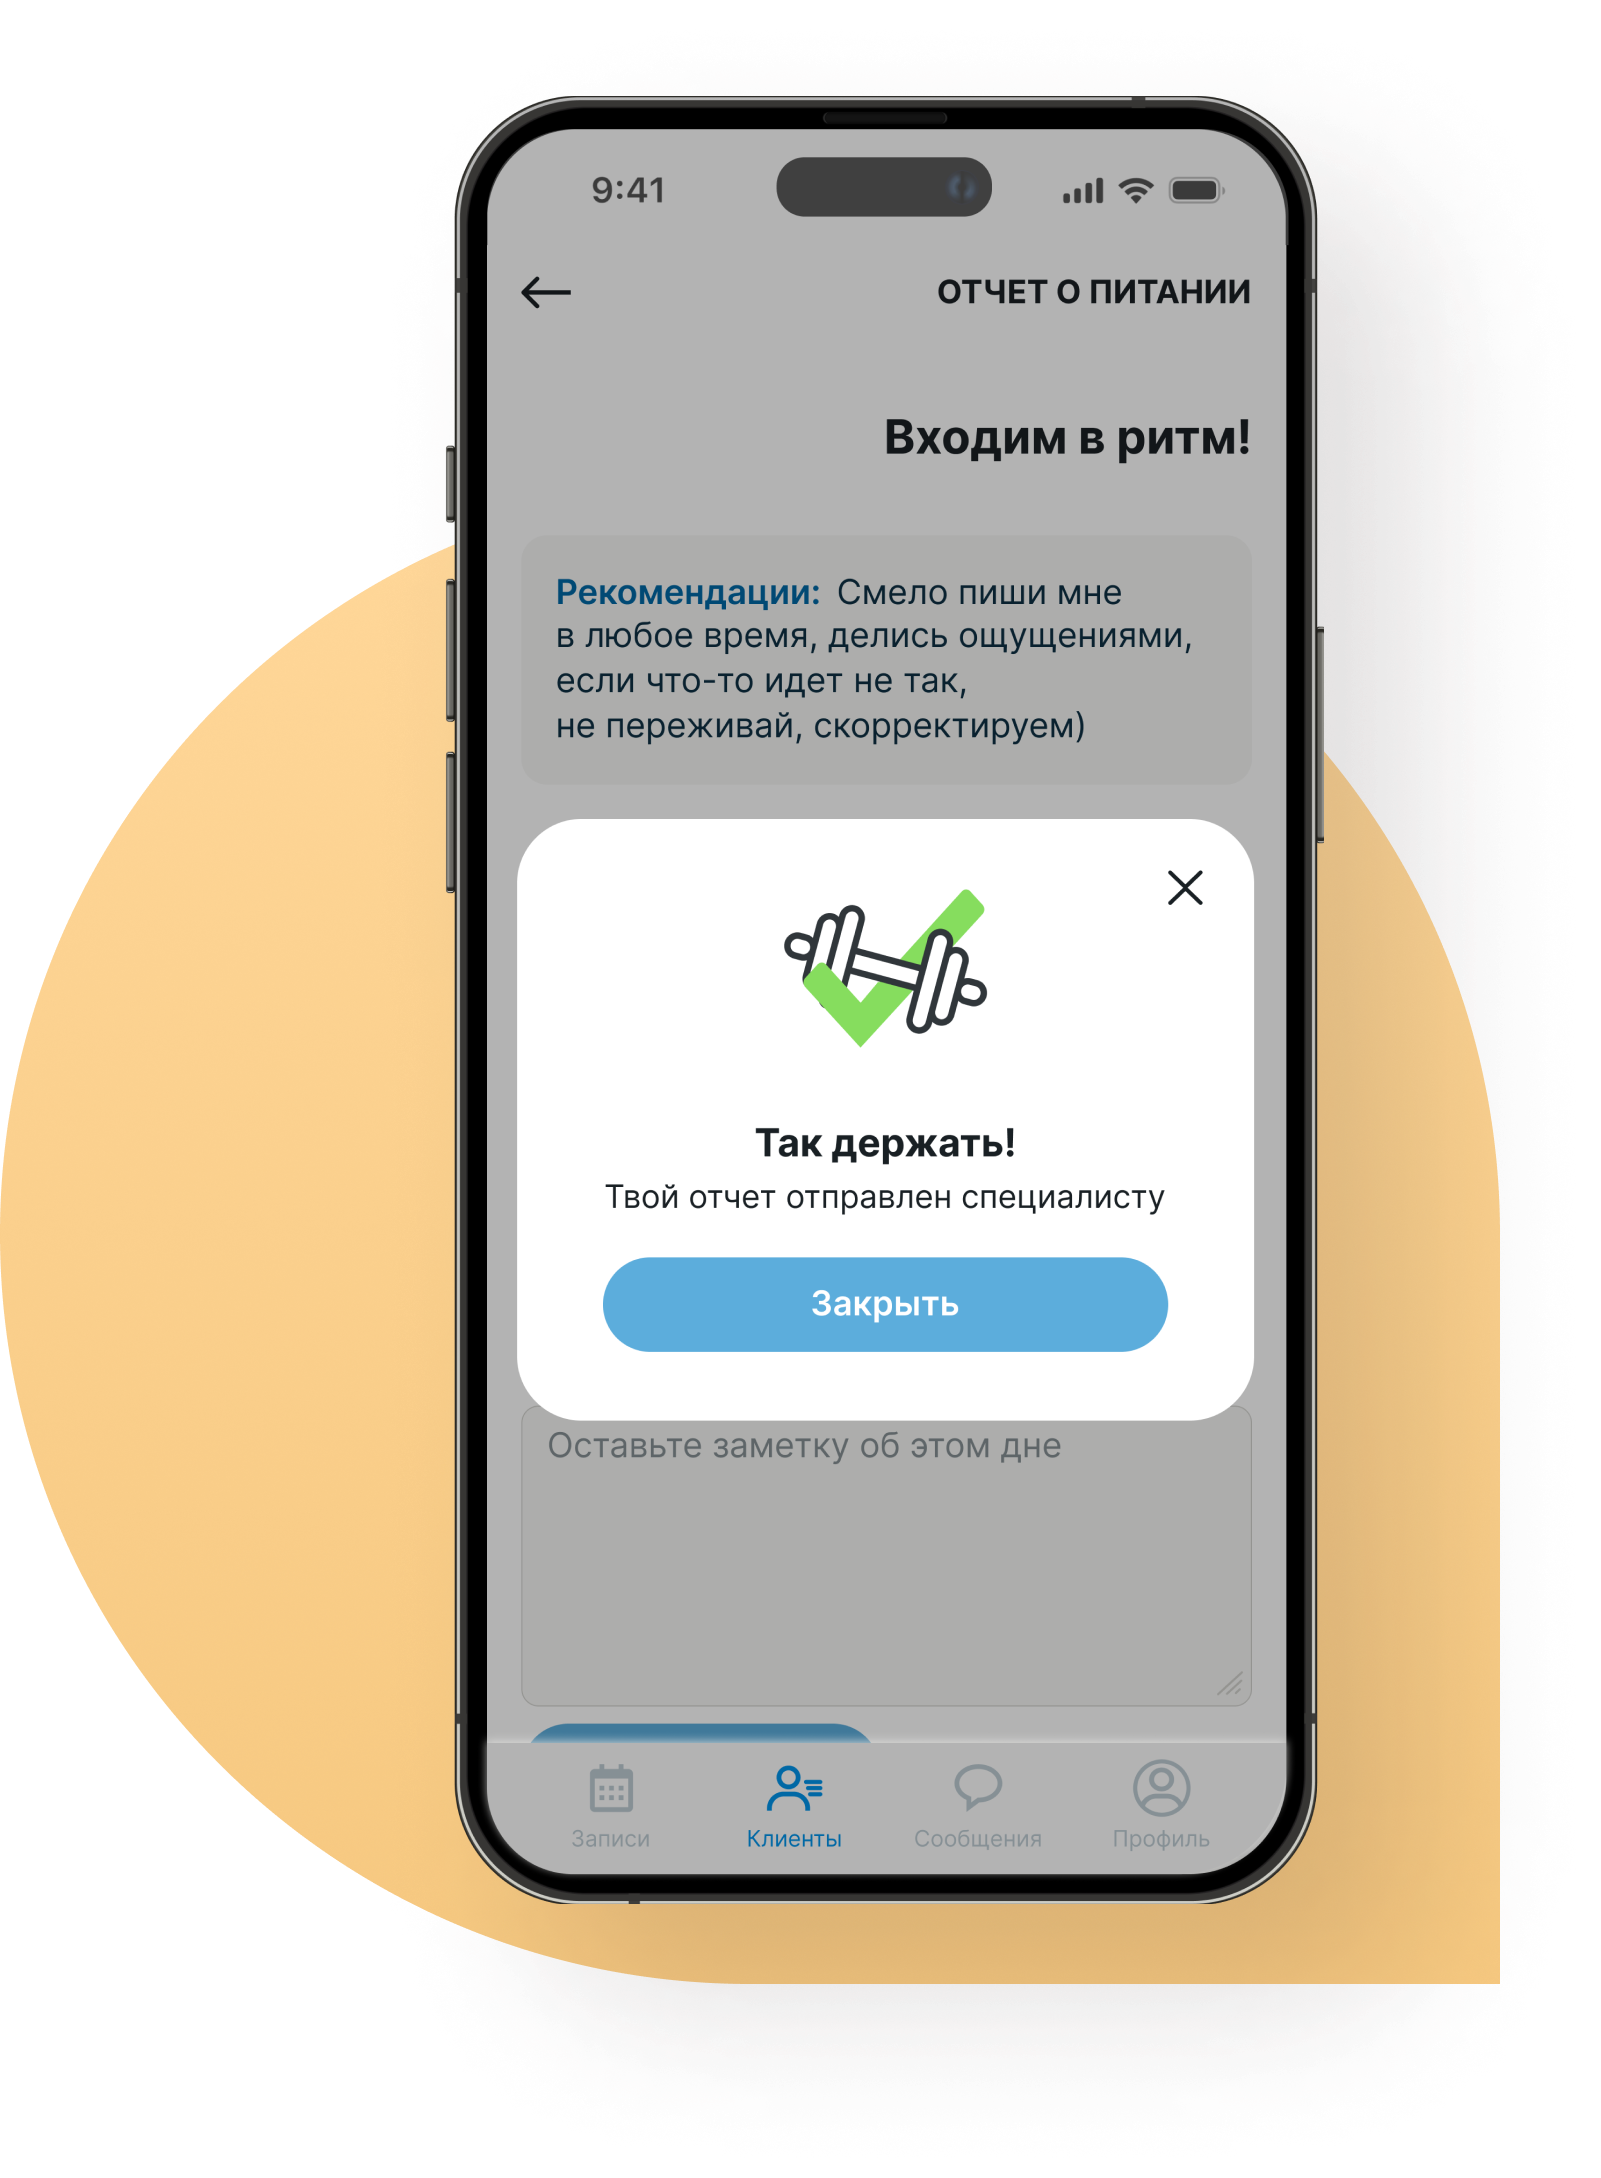 9:41
ОТЧЕТ О ПИТАНИИ
Входим в ритм!
Рекомендации: Смело пиши мне
в любое время, делись ощущениями,
если что-то идет не так,
не переживай, скорректируем)
Так держать!
Твой отчет отправлен специалисту
Закрыть
Оставьте заметку об этом дне
Записи
Клиенты
Сообщения
Профиль